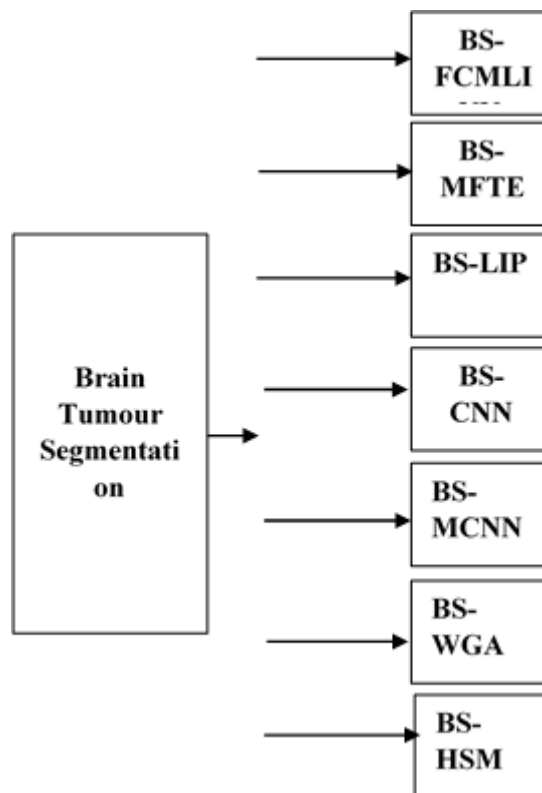 BS-
FCMLI
BS-
MFTE
BS-LIP
Brain
Tumour
Segmentati
on
BS-
CNN
BS-
MCNN
BS-
WGA
BS-
HSM